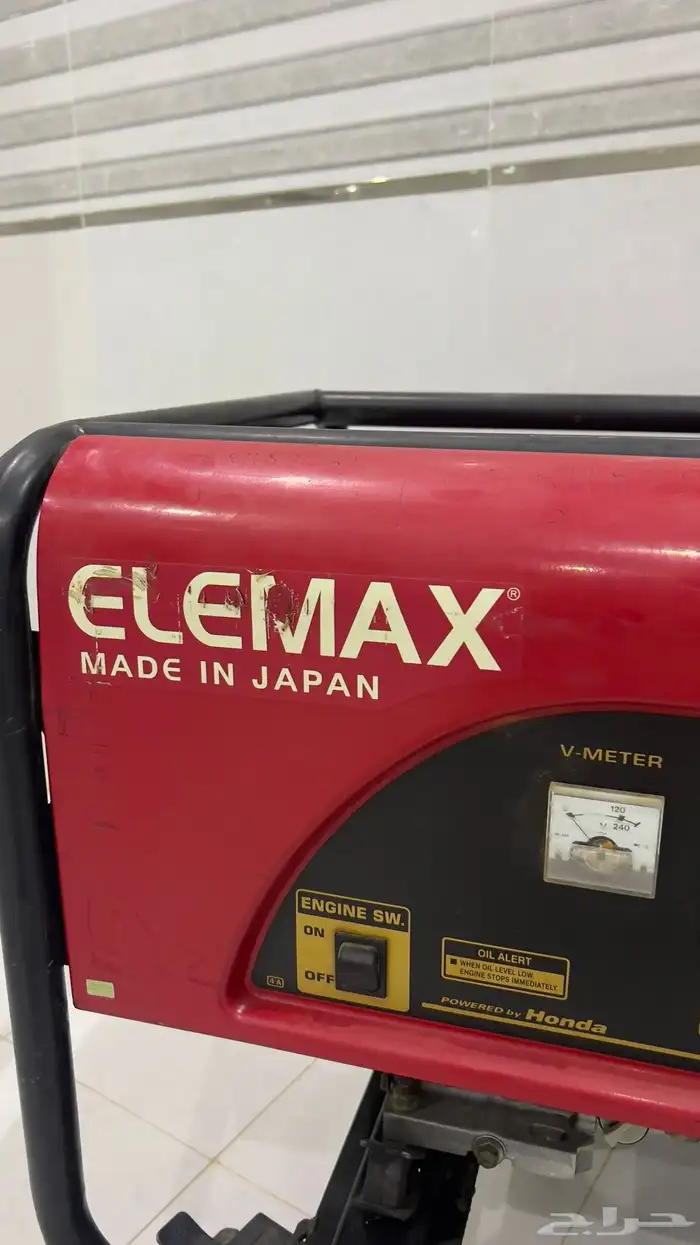 ELEMAX®
MADE IN JAPAN
V-METER
120
V 240
ENGINE SW.
ON
OFF
OIL ALERT
■ WHEN OIL LEVEL LOW,
ENGINE STOPS IMMEDIATELY
POWERED by Honda
حراج